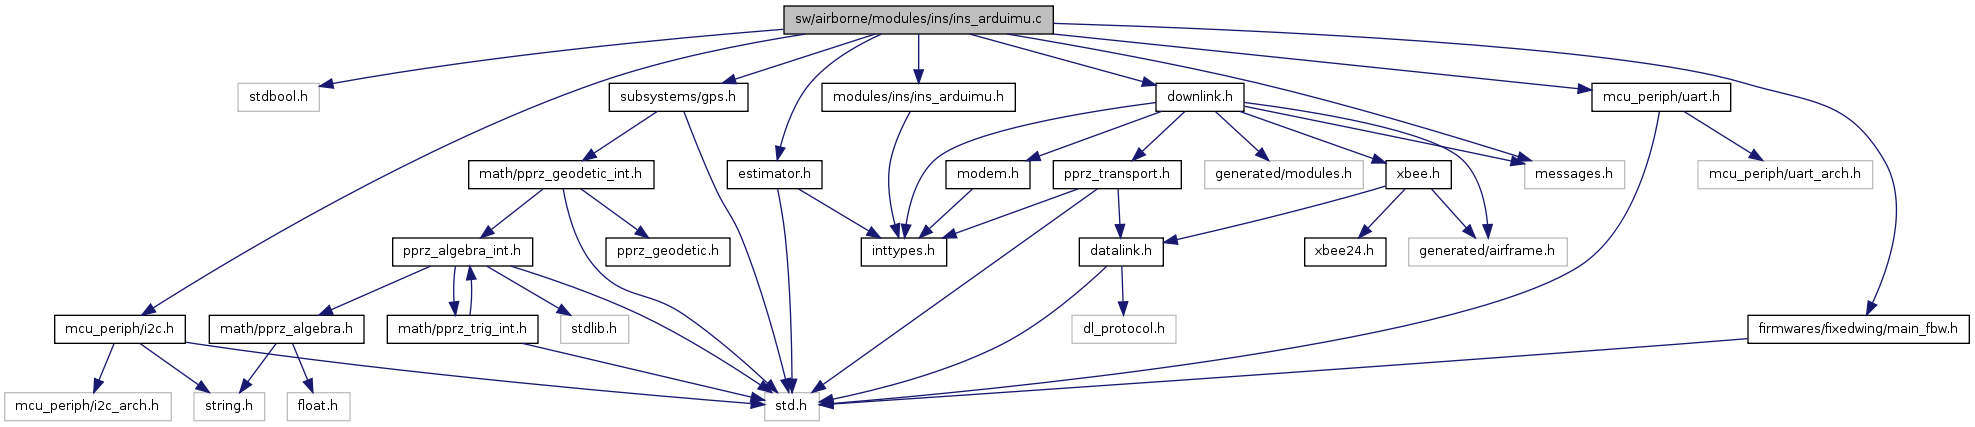 sw/airborne/modules/ins/ins_arduimu.c
stdbool.h
subsystems/gps.h
modules/ins/ins_arduimu.h
downlink.h
mcu_periph/uart.h
math/pprz_geodetic_int.h
estimator.h
modem.h
pprz_transport.h
generated/modules.h
xbee.h
messages.h
mcu_periph/uart_arch.h
pprz_algebra_int.h
pprz_geodetic.h
inttypes.h
datalink.h
xbee24.h
generated/airframe.h
mcu_periph/i2c.h
math/pprz_algebra.h
math/pprz_trig_int.h
stdlib.h
dl_protocol.h
firmwares/fixedwing/main_fbw.h
mcu_periph/i2c_arch.h
string.h
float.h
std.h